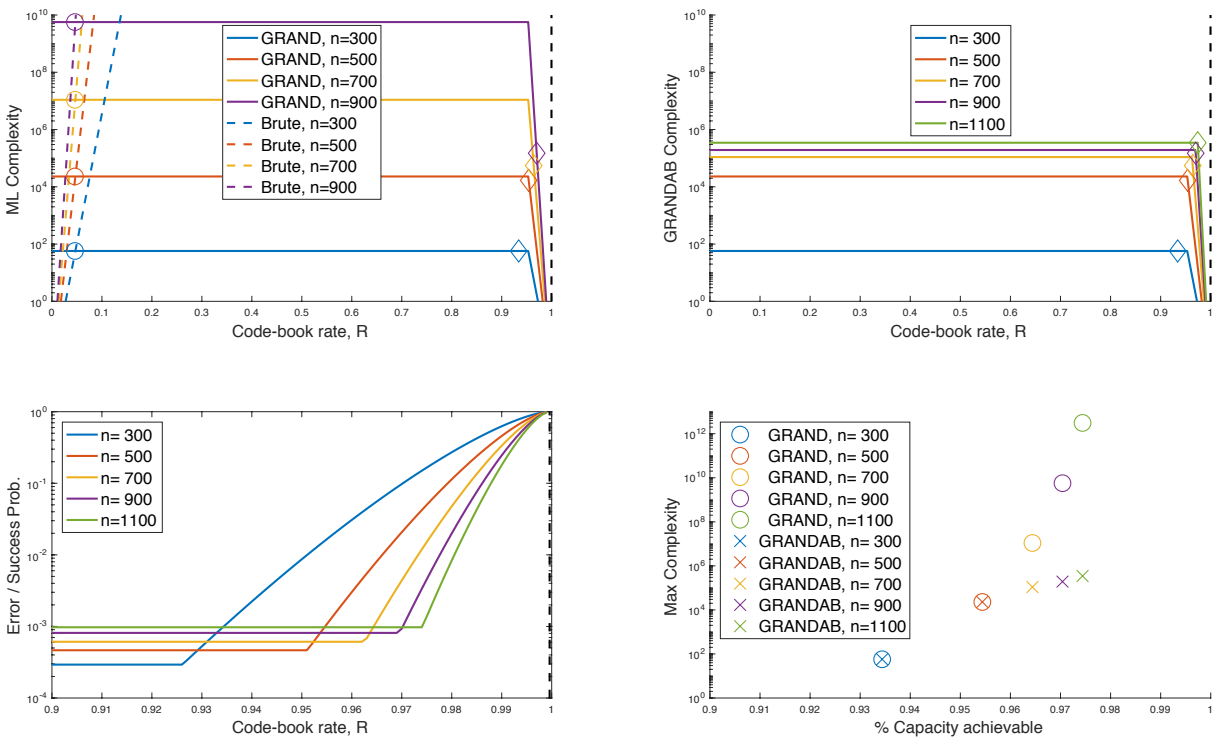 ML Complexity
10^10
10^8
10^6
10^4
10^2
10^0
0 0.1 0.2 0.3 0.4 0.5 0.6 0.7 0.8 0.9 1
Code-book rate, R
GRAND, n=300
GRAND, n=500
GRAND, n=700
GRAND, n=900
Brute, n=300
Brute, n=500
Brute, n=700
Brute, n=900
GRANDAB Complexity
10^10
10^8
10^6
10^4
10^2
10^0
0 0.1 0.2 0.3 0.4 0.5 0.6 0.7 0.8 0.9 1
Code-book rate, R
n= 300
n= 500
n= 700
n= 900
n=1100
Error / Success Prob.
10^0
10^-1
10^-2
10^-3
10^-4
0.9 0.91 0.92 0.93 0.94 0.95 0.96 0.97 0.98 0.99 1
Code-book rate, R
n= 300
n= 500
n= 700
n= 900
n=1100
Max Complexity
10^12
10^10
10^8
10^6
10^4
10^2
10^0
0.9 0.91 0.92 0.93 0.94 0.95 0.96 0.97 0.98 0.99 1
% Capacity achievable
GRAND, n= 300
GRAND, n= 500
GRAND, n= 700
GRAND, n= 900
GRAND, n=1100
GRANDAB, n= 300
GRANDAB, n= 500
GRANDAB, n= 700
GRANDAB, n= 900
GRANDAB, n=1100